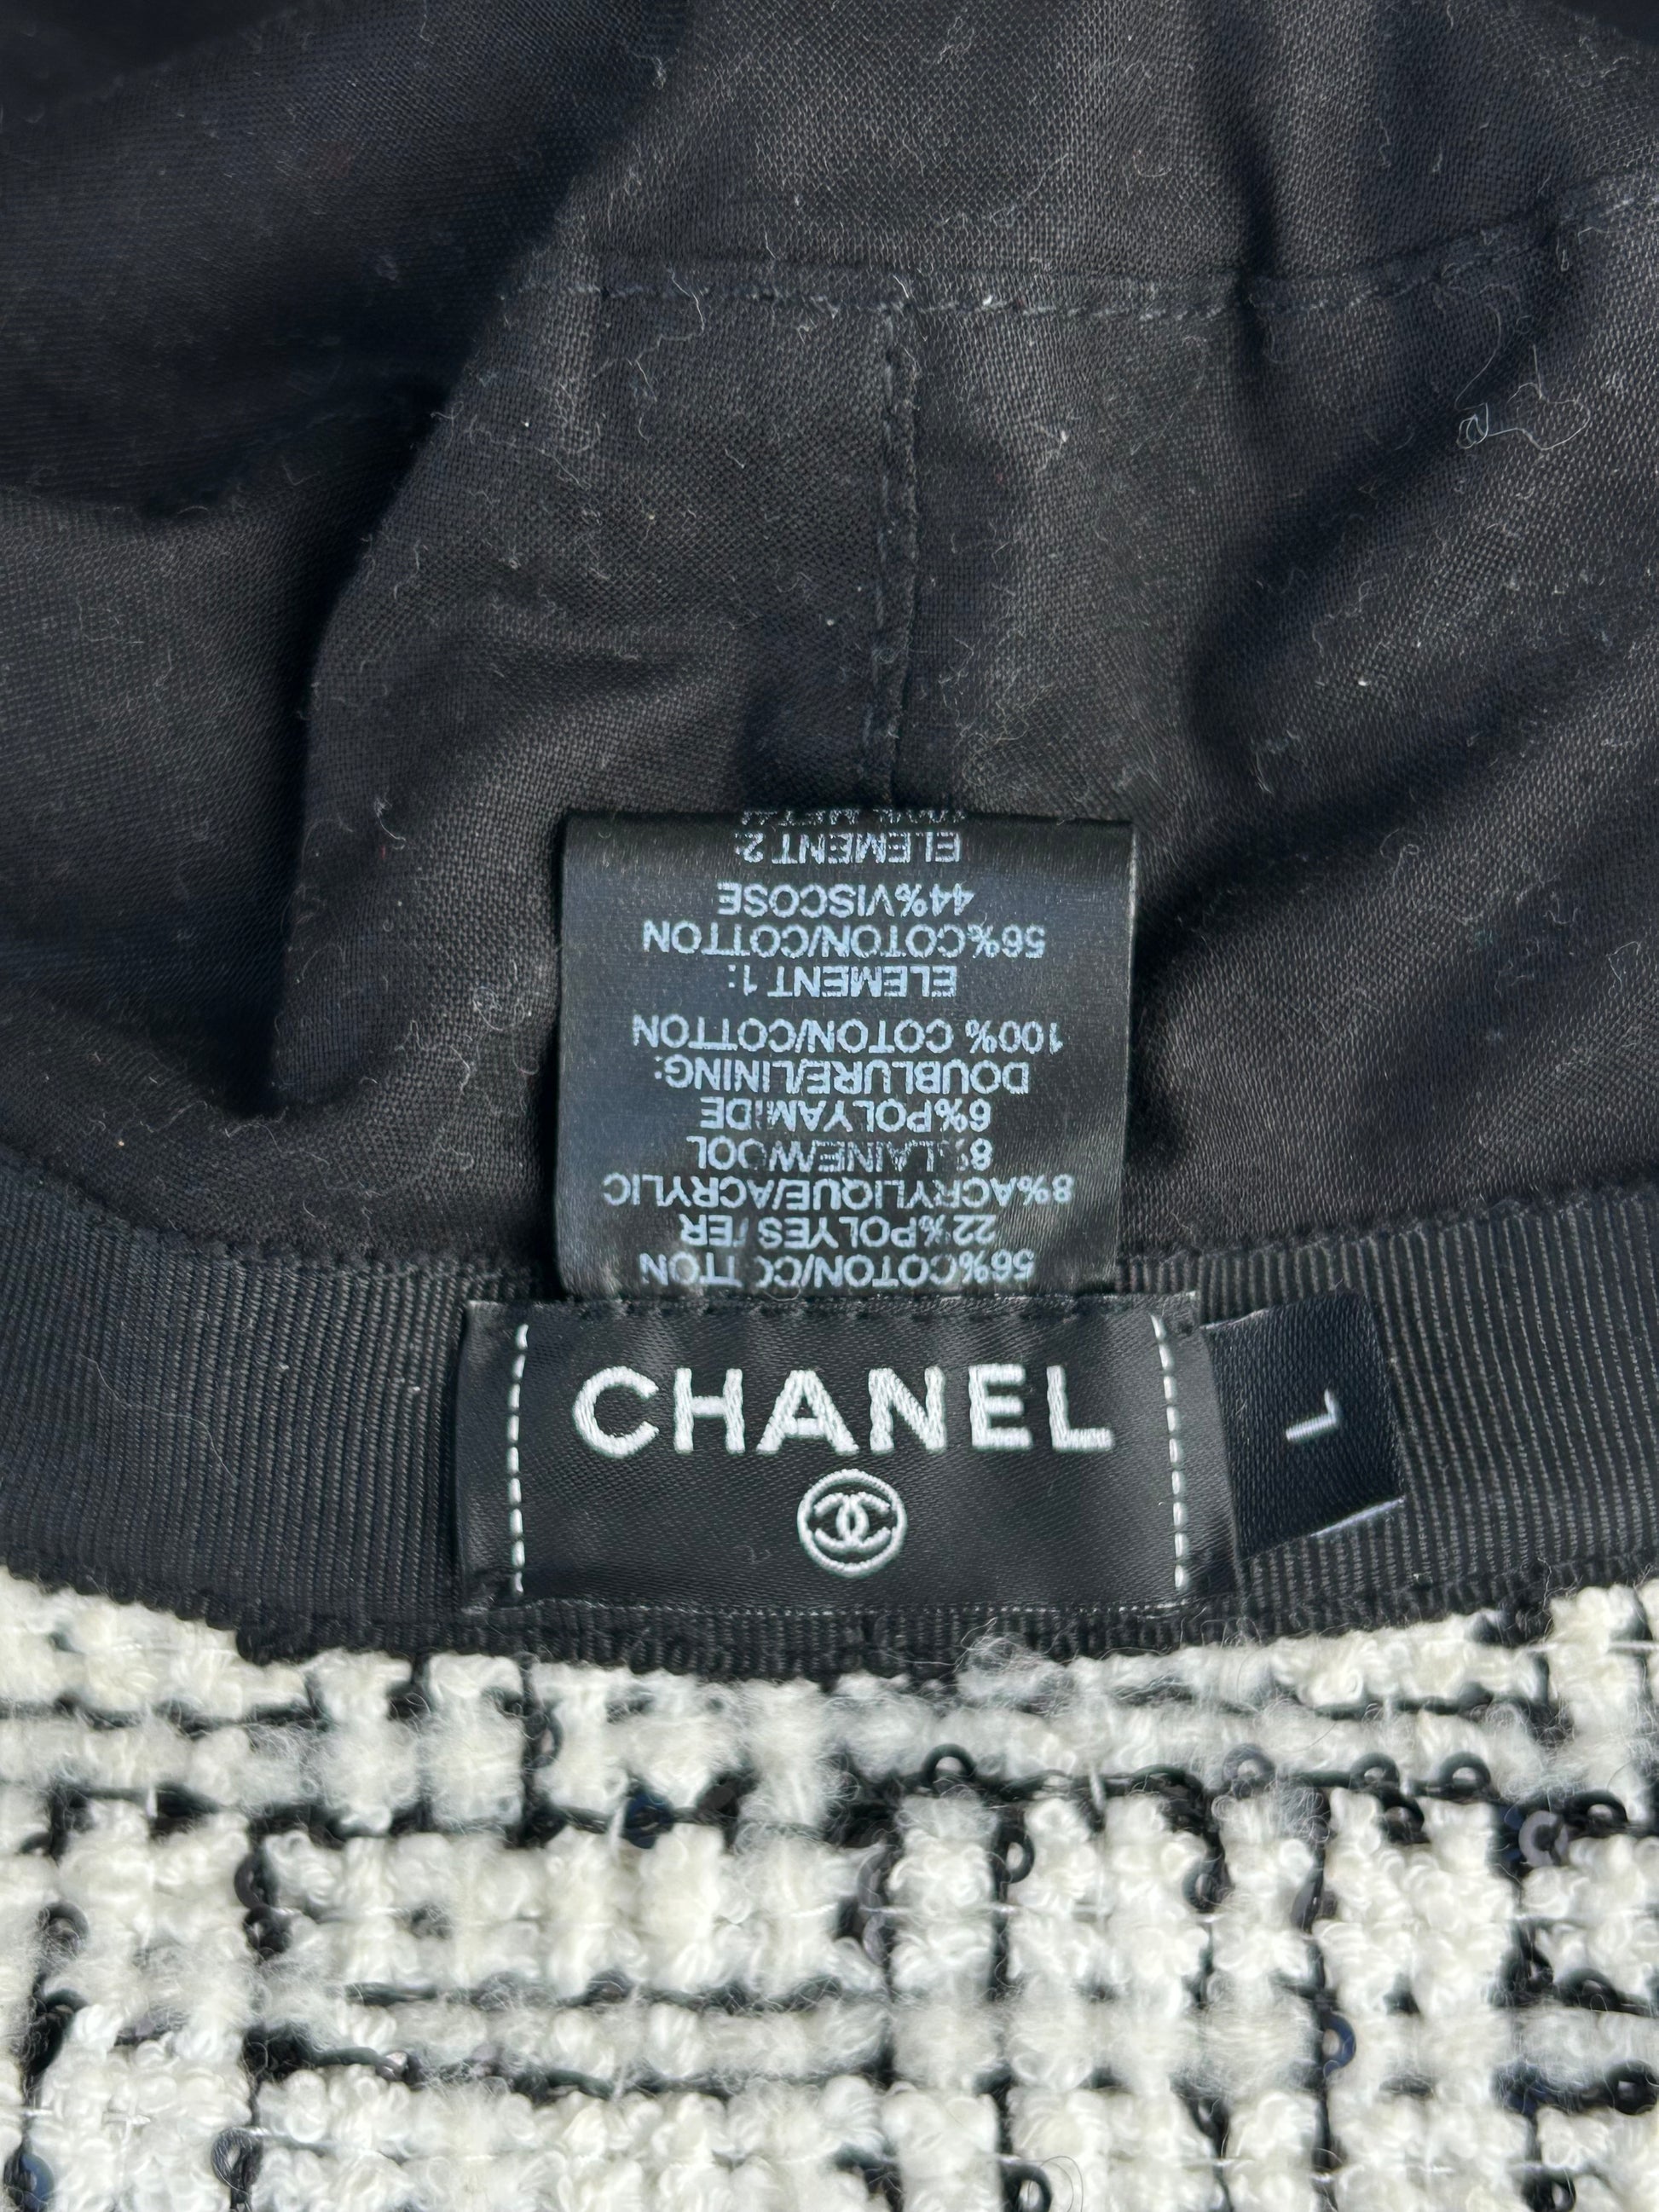 56%COTON/COTTON
22%POLYESTER
8%ACRYLIQUE/ACRYLIC
8%LAINE/WOOL
6%POLYAMIDE
DOUBLURE/LINING:
100% COTON/COTTON
ELEMENT 1:
56%COTON/COTTON
44%VISCOSE
ELEMENT 2:
CHANEL
L